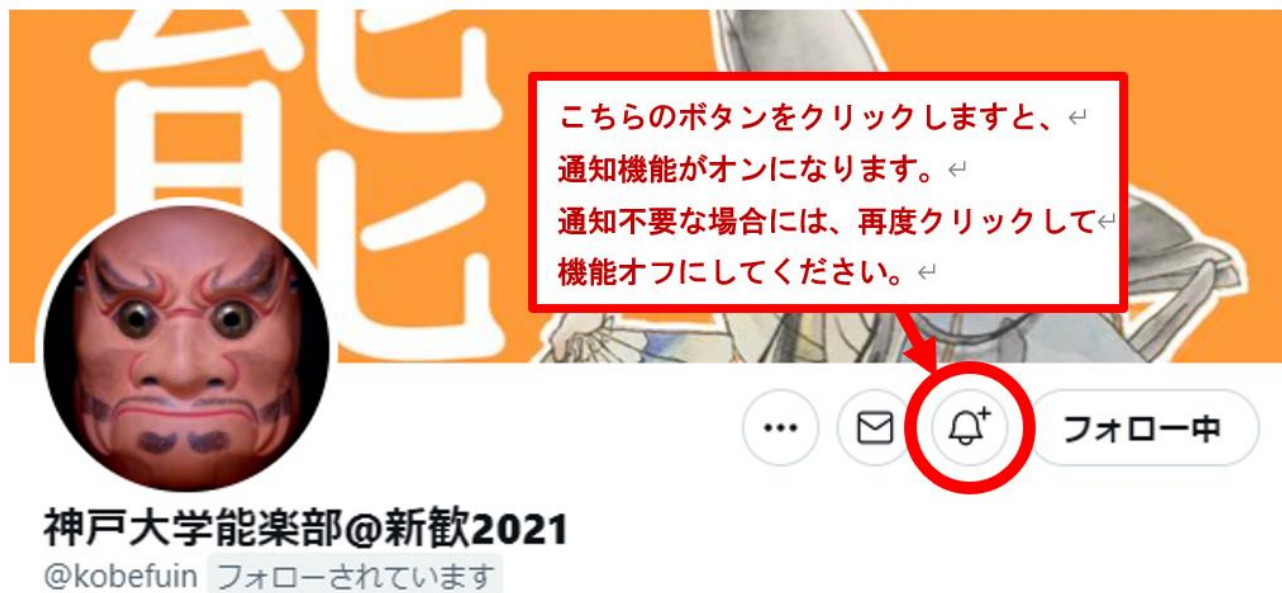 能
こちらのボタンをクリックしますと、↵
通知機能がオンになります。↵
通知不要な場合には、再度クリックして↵
機能オフにしてください。↵
フォロー中
神戸大学能楽部@新歓2021
@kobefuin フォローされています